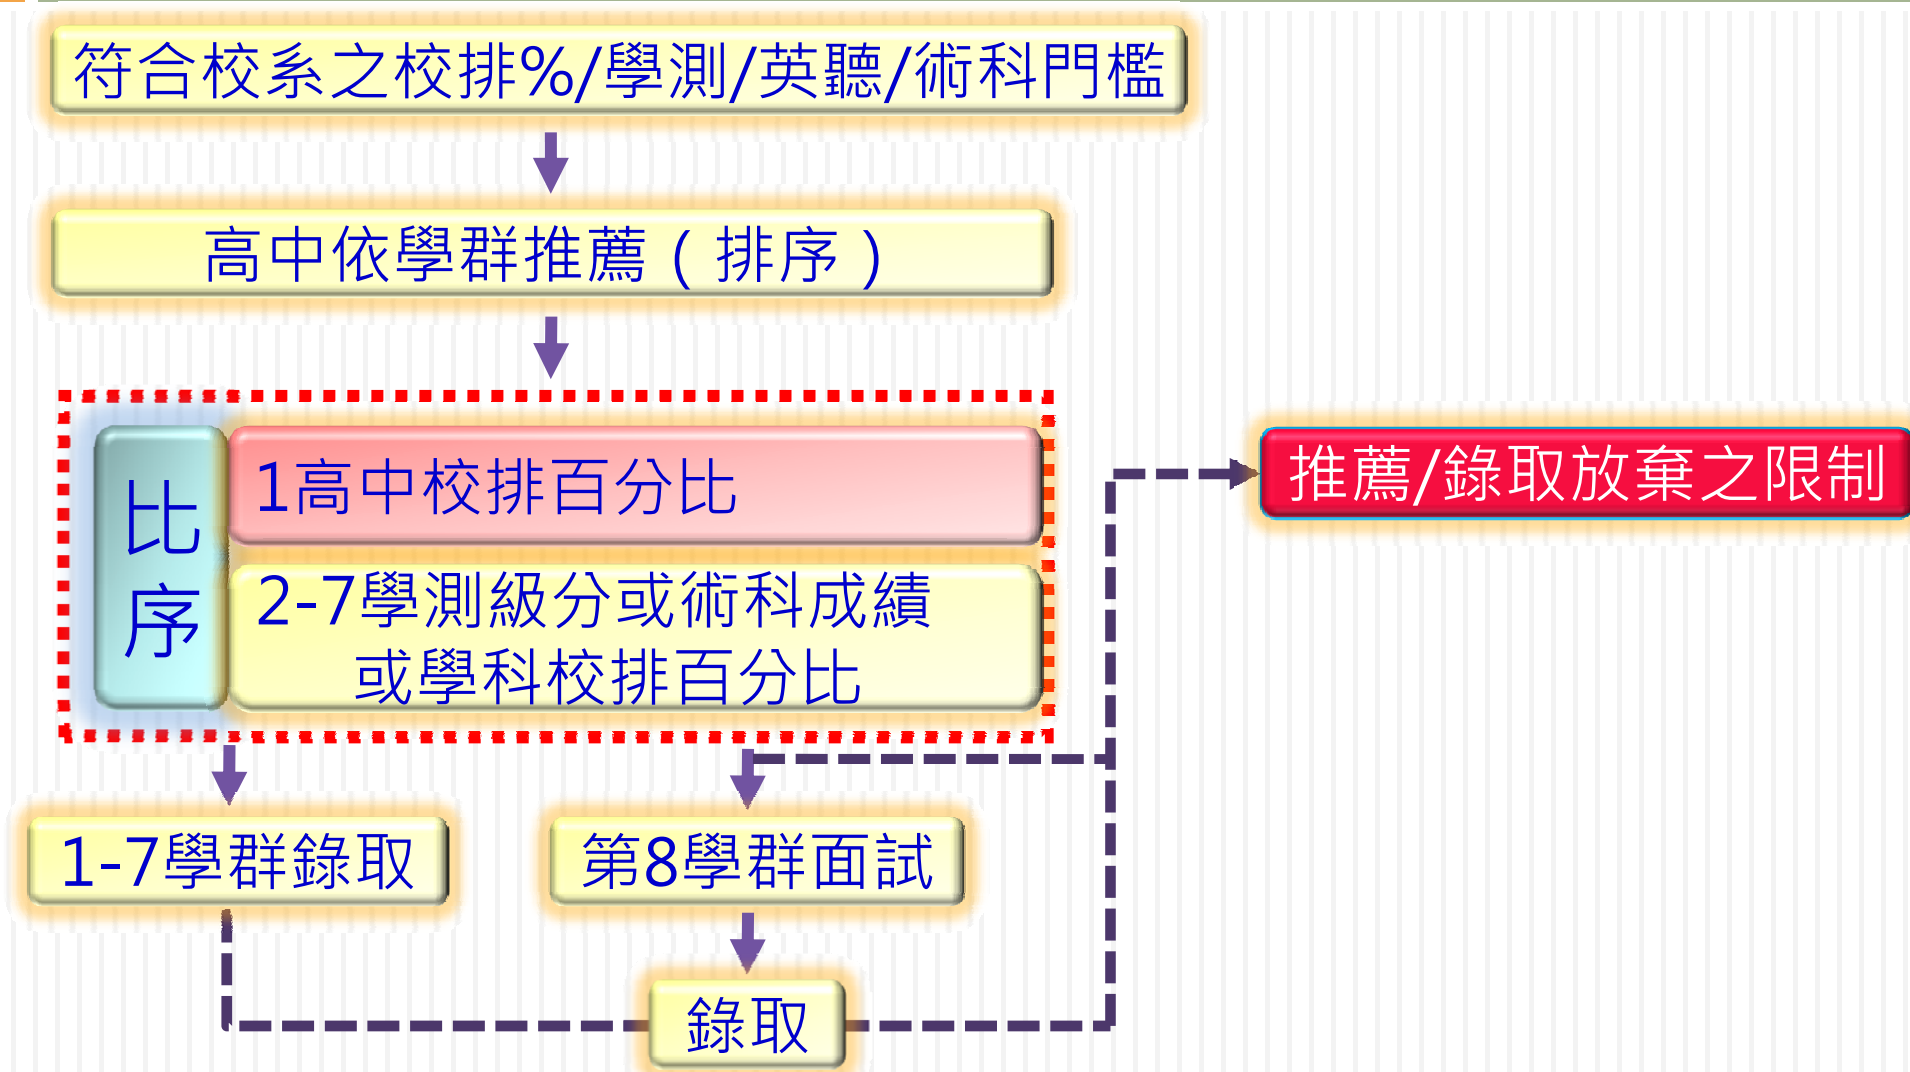 符合校系之校排%/學測/英聽/術科門檻
高中依學群推薦(排序)
比序
1高中校排百分比
2-7學測級分或術科成績
或學科校排百分比
推薦/錄取放棄之限制
1-7學群錄取
第8學群面試
錄取